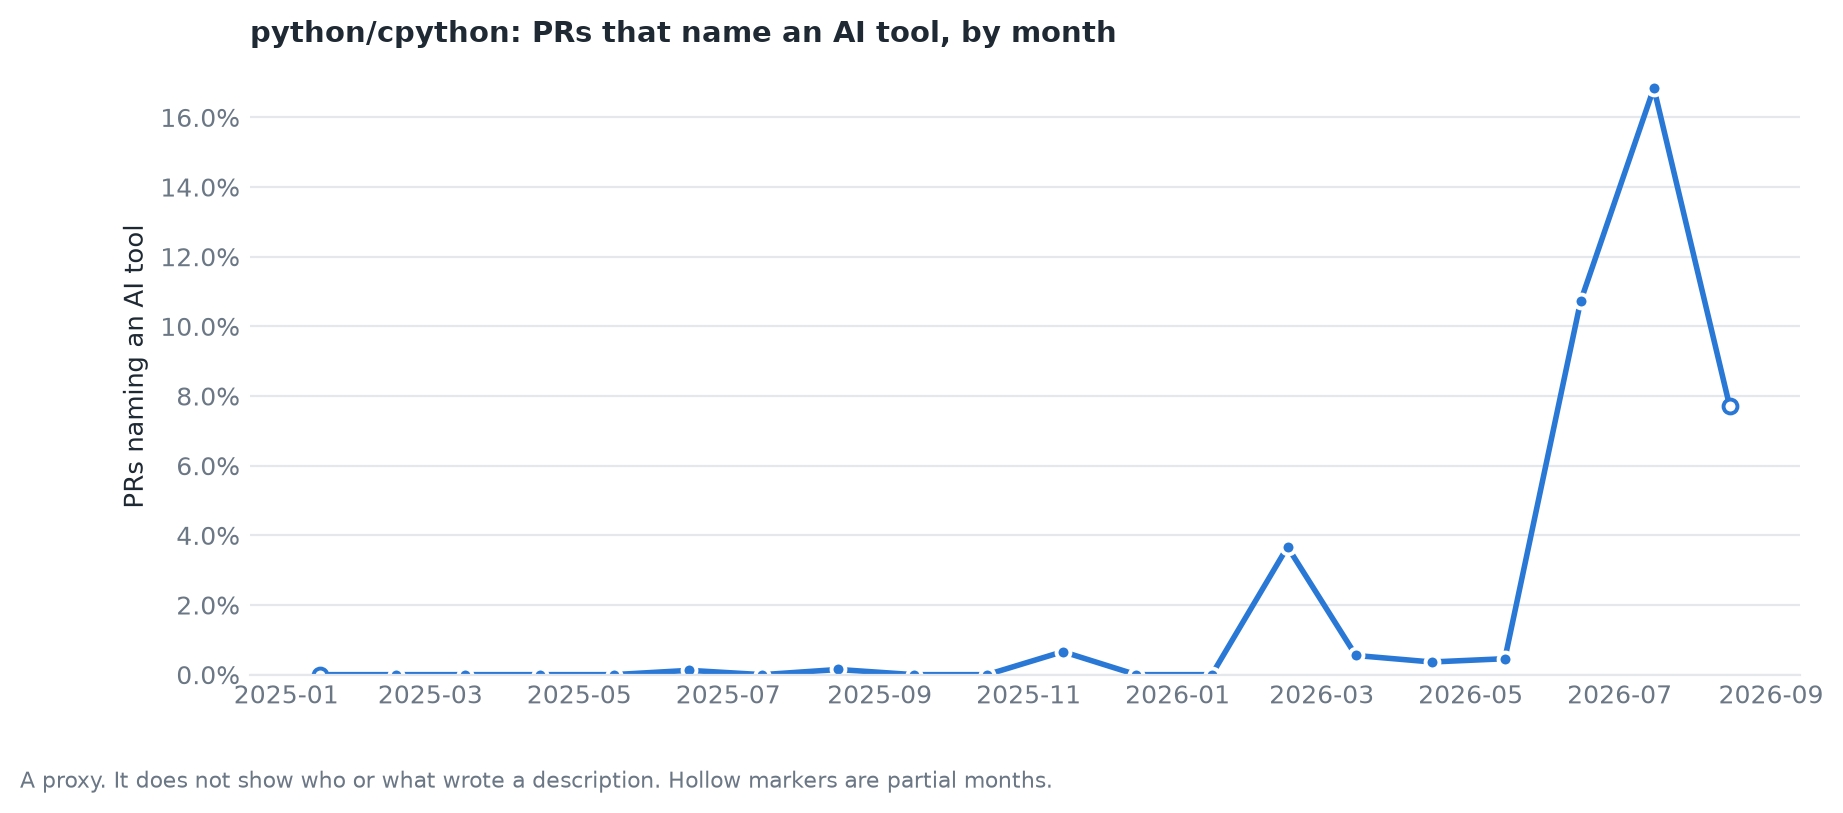 python/cpython: PRs that name an AI tool, by month
PRs naming an AI tool
16.0%
14.0%
12.0%
10.0%
8.0%
6.0%
4.0%
2.0%
0.0%
2025-01 2025-03 2025-05 2025-07 2025-09 2025-11 2026-01 2026-03 2026-05 2026-07 2026-09
A proxy. It does not show who or what wrote a description. Hollow markers are partial months.